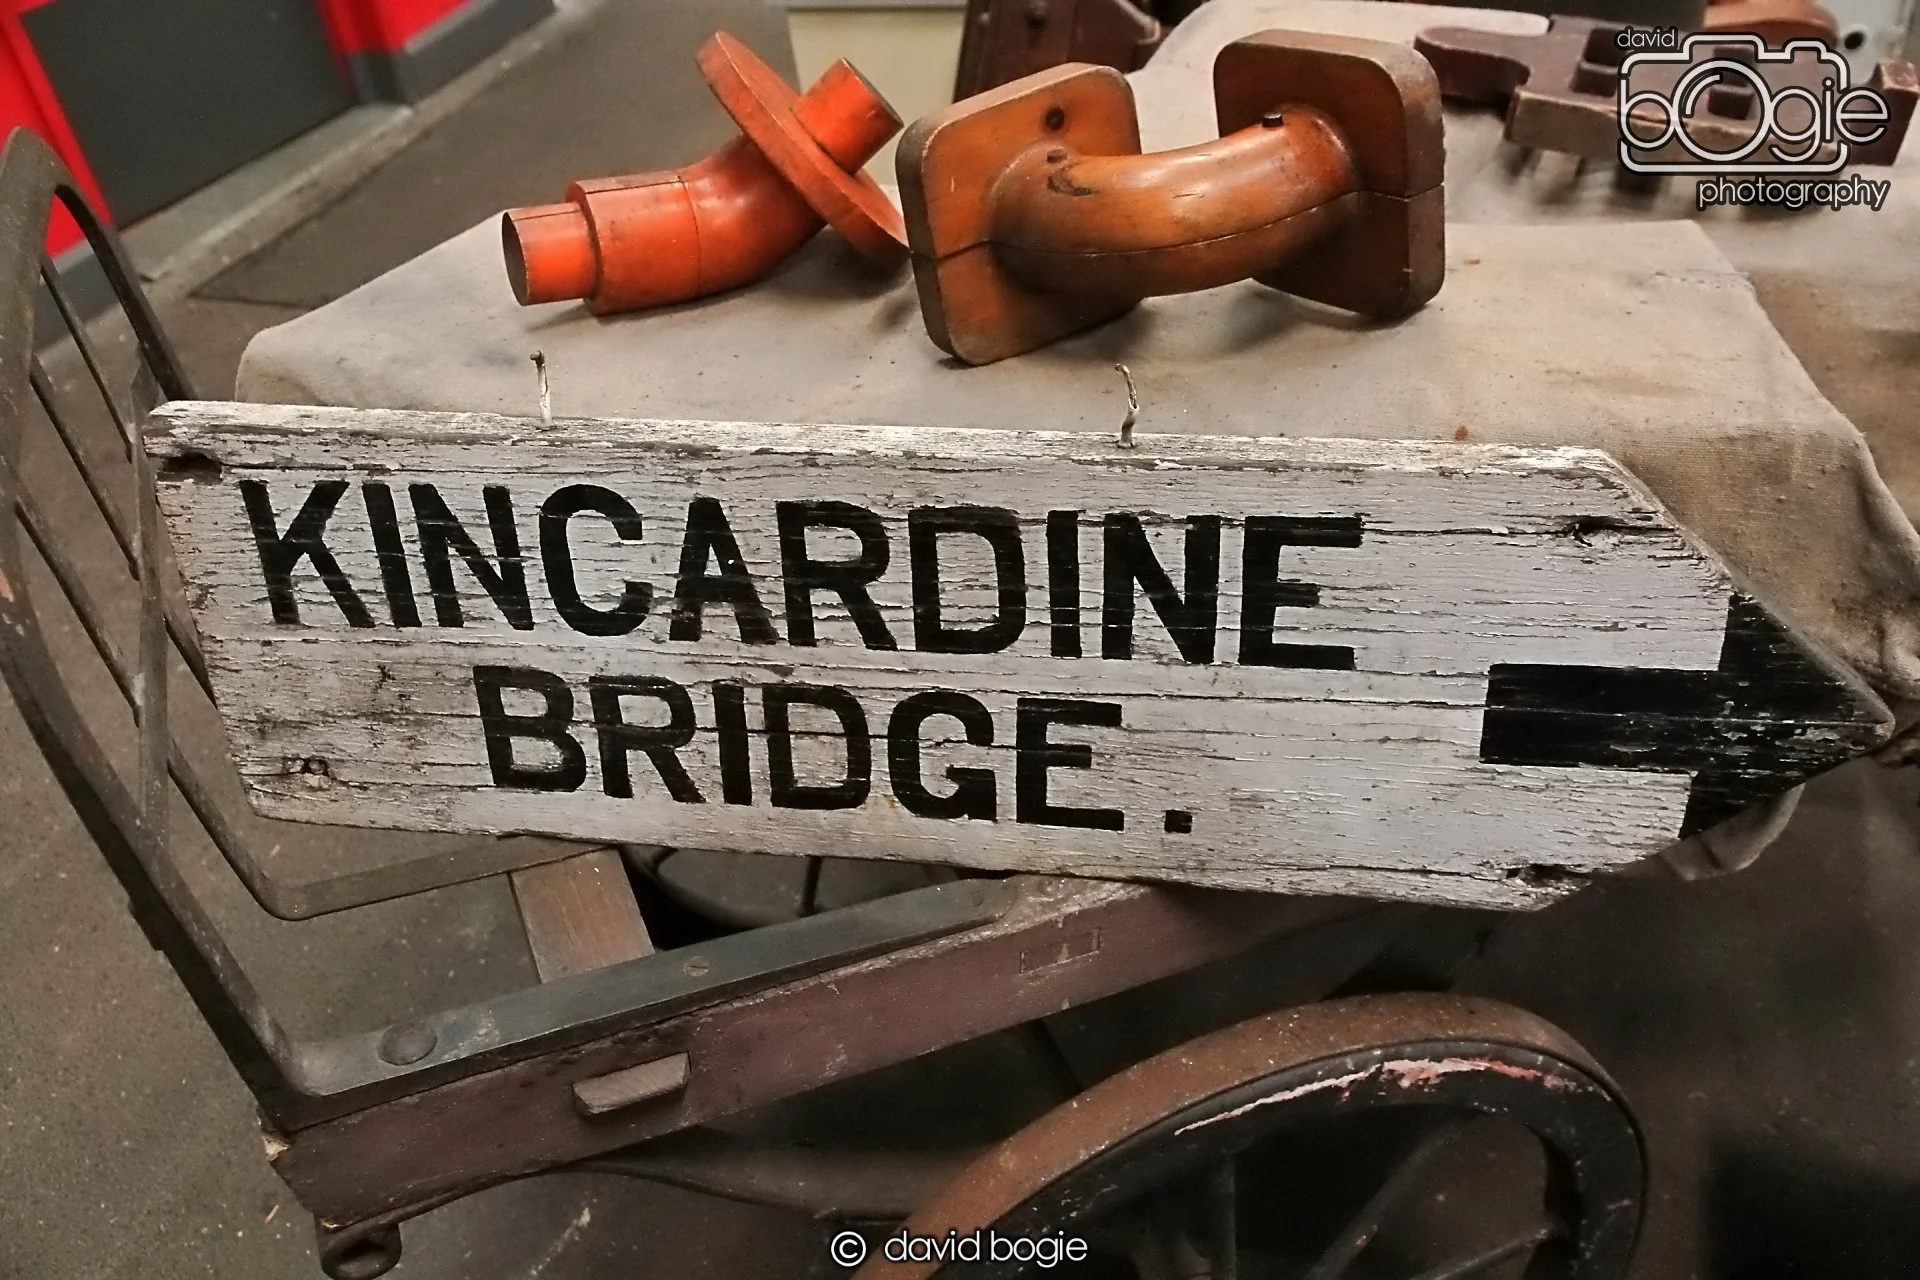 david
bOgie
photography
KINCARDINE
BRIDGE.
© david bogie